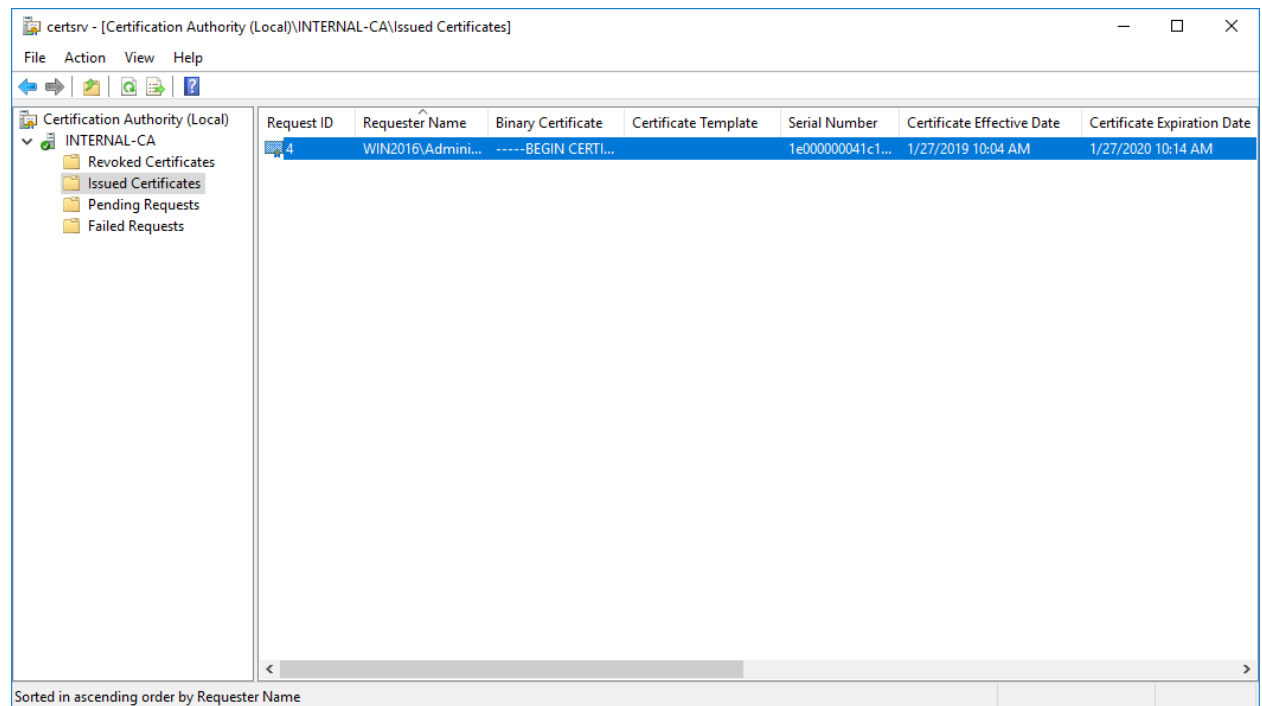 certsrv - [Certification Authority (Local)\INTERNAL-CA\Issued Certificates]
File Action View Help
Certification Authority (Local)
INTERNAL-CA
Revoked Certificates
Issued Certificates
Pending Requests
Failed Requests
Request ID Requester Name Binary Certificate Certificate Template Serial Number Certificate Effective Date Certificate Expiration Date
4 WIN2016\Admini... -----BEGIN CERTI... 1e000000041c1... 1/27/2019 10:04 AM 1/27/2020 10:14 AM
Sorted in ascending order by Requester Name